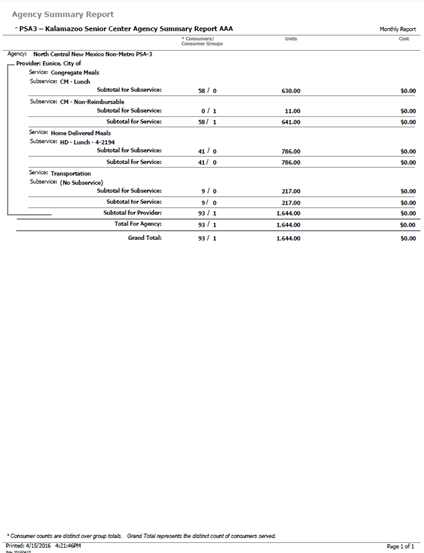 Agency Summary Report
* PSA3 – Kalamazoo Senior Center Agency Summary Report AAA Monthly Report
* Consumers/ Units Cost
Consumer Groups
Agency: North Central New Mexico Non-Metro PSA-3
Provider: Eunice, City of
Service: Congregate Meals
Subservice: CM - Lunch
Subtotal for Subservice: 58 / 0 630.00 $0.00
Subservice: CM - Non-Reimbursable
Subtotal for Subservice: 0 / 1 11.00 $0.00
Subtotal for Service: 58 / 1 641.00 $0.00
Service: Home Delivered Meals
Subservice: HD - Lunch - 4-2194
Subtotal for Subservice: 41 / 0 786.00 $0.00
Subtotal for Service: 41 / 0 786.00 $0.00
Service: Transportation
Subservice: (No Subservice)
Subtotal for Subservice: 9 / 0 217.00 $0.00
Subtotal for Service: 9 / 0 217.00 $0.00
Subtotal for Provider: 93 / 1 1,644.00 $0.00
Total For Agency: 93 / 1 1,644.00 $0.00
Grand Total: 93 / 1 1,644.00 $0.00
* Consumer counts are distinct over group totals. Grand Total represents the distinct count of consumers served.
Printed: 4/15/2016 4:21:46PM Page 1 of 1